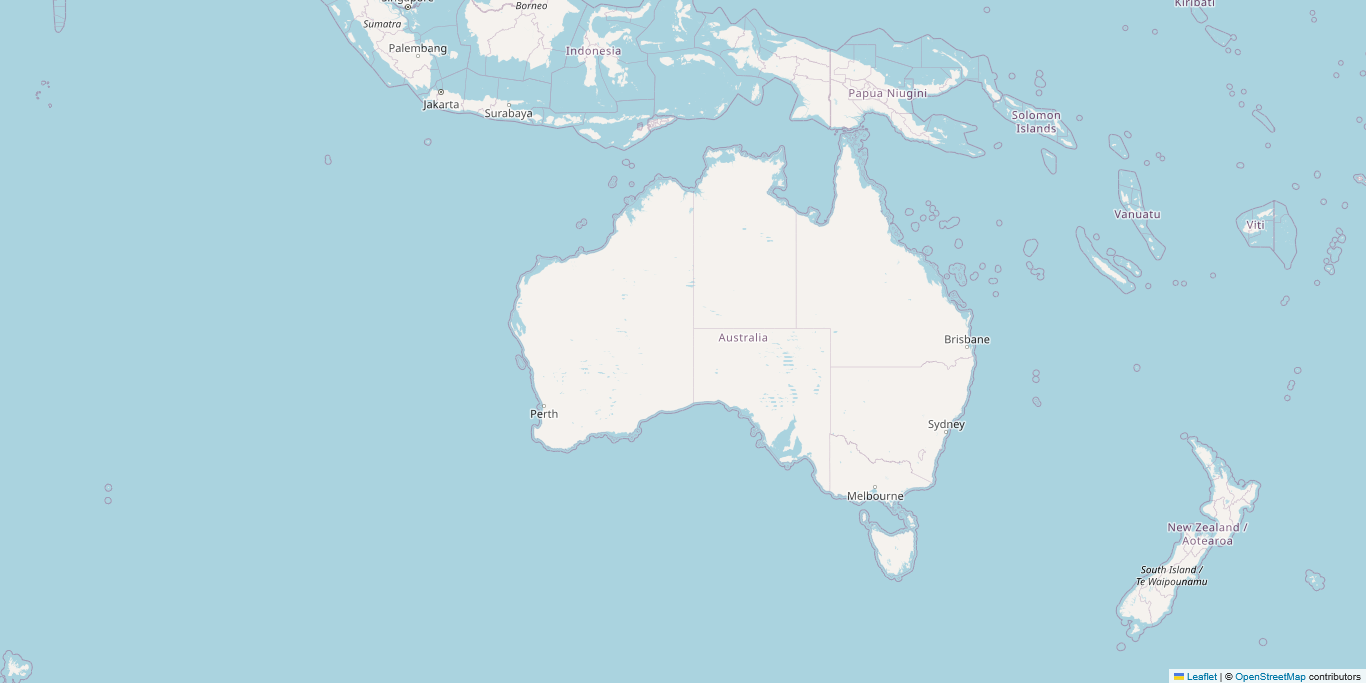 Kiribati
Borneo
Sumatra
Palembang
Indonesia
Jakarta
Surabaya
Papua Niugini
Solomon
Islands
Vanuatu
Viti
Australia
Brisbane
Perth
Sydney
Melbourne
New Zealand /
Aotearoa
South Island /
Te Waipounamu
Leaflet | © OpenStreetMap contributors